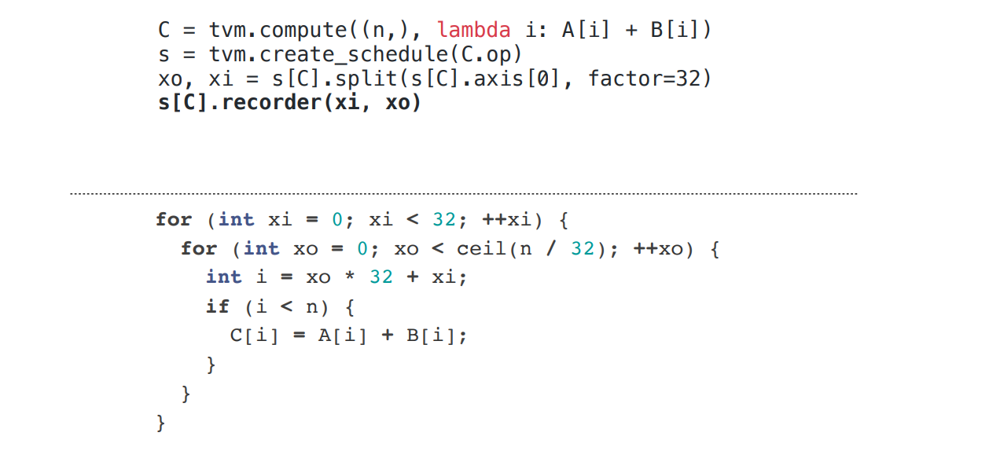 C = tvm.compute((n,), lambda i: A[i] + B[i])
s = tvm.create_schedule(C.op)
xo, xi = s[C].split(s[C].axis[0], factor=32)
s[C].recorder(xi, xo)
for (int xi = 0; xi < 32; ++xi) {
  for (int xo = 0; xo < ceil(n / 32); ++xo) {
    int i = xo * 32 + xi;
    if (i < n) {
      C[i] = A[i] + B[i];
    }
  }
}